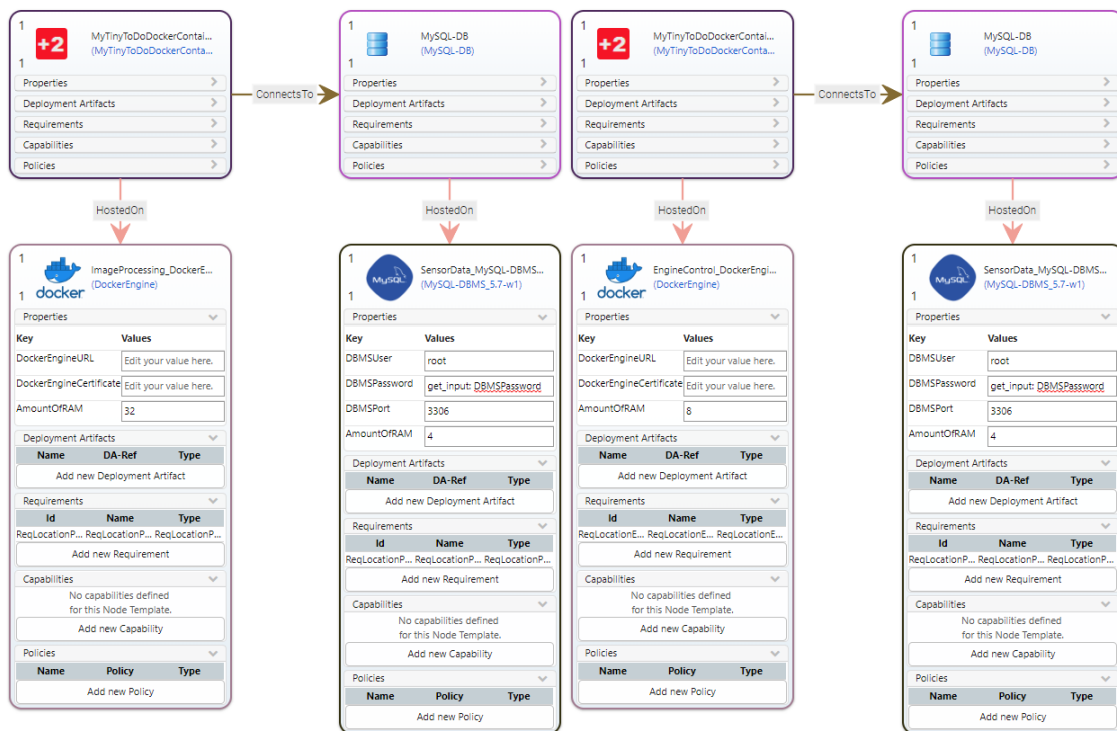 1
+2
1
MyTinyToDoDockerContai...
(MyTinyToDoDockerConta...
Properties
Deployment Artifacts
Requirements
Capabilities
Policies
ConnectsTo
1
1
MySQL-DB
(MySQL-DB)
Properties
Deployment Artifacts
Requirements
Capabilities
Policies
1
+2
1
MyTinyToDoDockerContai...
(MyTinyToDoDockerConta...
Properties
Deployment Artifacts
Requirements
Capabilities
Policies
ConnectsTo
1
1
MySQL-DB
(MySQL-DB)
Properties
Deployment Artifacts
Requirements
Capabilities
Policies
HostedOn
HostedOn
HostedOn
HostedOn
1
1
docker
ImageProcessing_DockerE...
(DockerEngine)
Properties
Key Values
DockerEngineURL Edit your value here.
DockerEngineCertificate Edit your value here.
AmountOfRAM 32
Deployment Artifacts
Name DA-Ref Type
Add new Deployment Artifact
Requirements
Id Name Type
ReqLocationP... ReqLocationP... ReqLocationP...
Add new Requirement
Capabilities
No capabilities defined
for this Node Template.
Add new Capability
Policies
Name Policy Type
Add new Policy
1
1
MySQL
SensorData_MySQL-DBMS...
(MySQL-DBMS_5.7-w1)
Properties
Key Values
DBMSUser root
DBMSPassword get_input: DBMSPassword
DBMSPort 3306
AmountOfRAM 4
Deployment Artifacts
Name DA-Ref Type
Add new Deployment Artifact
Requirements
Id Name Type
ReqLocationP... ReqLocationP... ReqLocationP...
Add new Requirement
Capabilities
No capabilities defined
for this Node Template.
Add new Capability
Policies
Name Policy Type
Add new Policy
1
1
docker
EngineControl_DockerEngi...
(DockerEngine)
Properties
Key Values
DockerEngineURL Edit your value here.
DockerEngineCertificate Edit your value here.
AmountOfRAM 8
Deployment Artifacts
Name DA-Ref Type
Add new Deployment Artifact
Requirements
Id Name Type
ReqLocationE... ReqLocationE... ReqLocationE...
Add new Requirement
Capabilities
No capabilities defined
for this Node Template.
Add new Capability
Policies
Name Policy Type
Add new Policy
1
1
MySQL
SensorData_MySQL-DBMS...
(MySQL-DBMS_5.7-w1)
Properties
Key Values
DBMSUser root
DBMSPassword get_input: DBMSPassword
DBMSPort 3306
AmountOfRAM 4
Deployment Artifacts
Name DA-Ref Type
Add new Deployment Artifact
Requirements
Id Name Type
ReqLocationP... ReqLocationP... ReqLocationP...
Add new Requirement
Capabilities
No capabilities defined
for this Node Template.
Add new Capability
Policies
Name Policy Type
Add new Policy